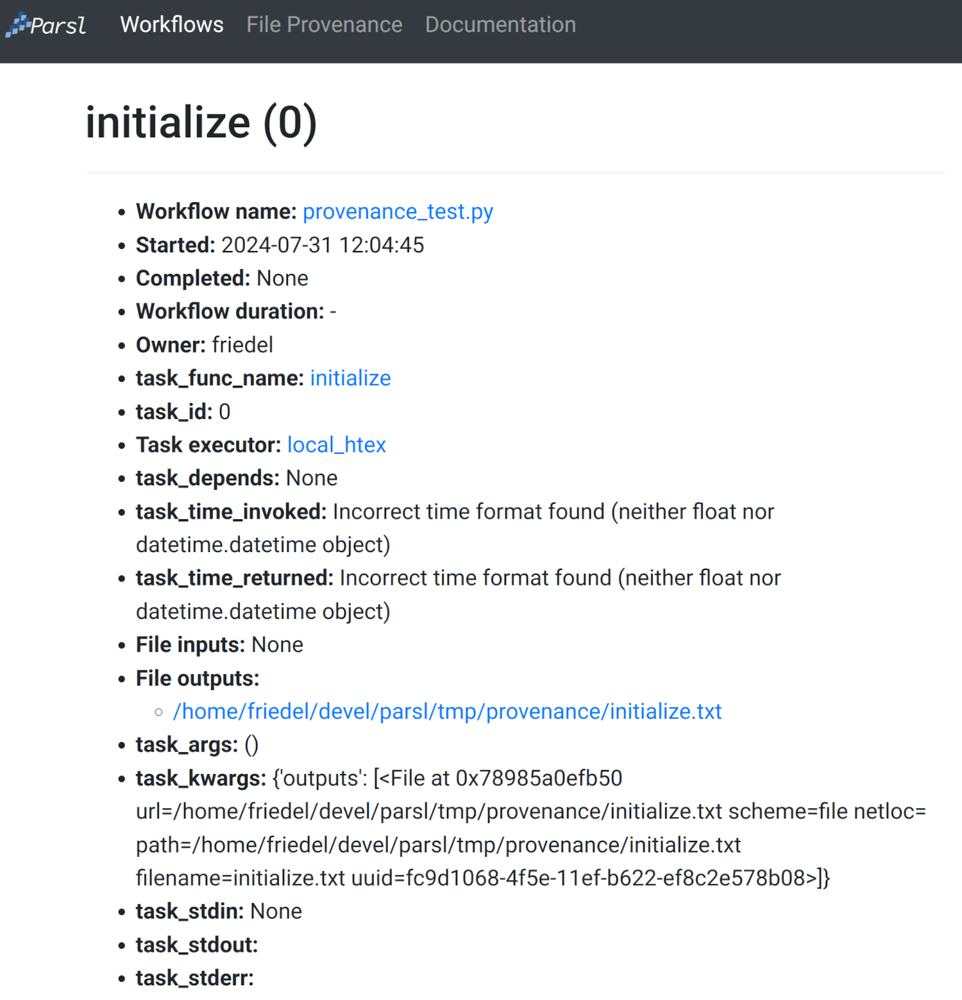 Parsl Workflows File Provenance Documentation
initialize (0)
Workflow name: provenance_test.py
Started: 2024-07-31 12:04:45
Completed: None
Workflow duration: -
Owner: friedel
task_func_name: initialize
task_id: 0
Task executor: local_htex
task_depends: None
task_time_invoked: Incorrect time format found (neither float nor
datetime.datetime object)
task_time_returned: Incorrect time format found (neither float nor
datetime.datetime object)
File inputs: None
File outputs:
/home/friedel/devel/parsl/tmp/provenance/initialize.txt
task_args: ()
task_kwargs: {'outputs': [<File at 0x78985a0efb50
url=/home/friedel/devel/parsl/tmp/provenance/initialize.txt scheme=file netloc=
path=/home/friedel/devel/parsl/tmp/provenance/initialize.txt
filename=initialize.txt uuid=fc9d1068-4f5e-11ef-b622-ef8c2e578b08>]}
task_stdin: None
task_stdout:
task_stderr: